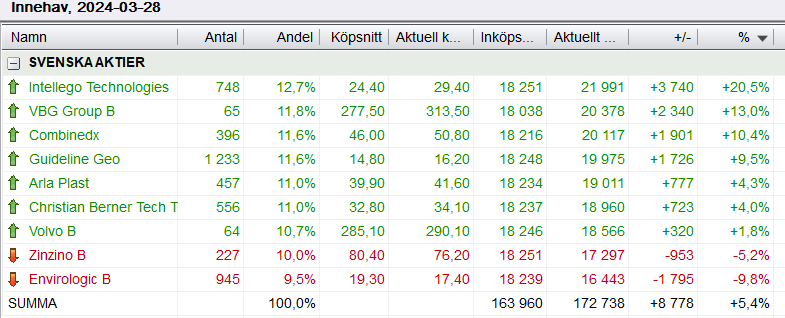 Innehav, 2024-03-28
Namn Antal Andel Köpsnitt Aktuell k... Inköps... Aktuellt ... +/- %
SVENSKA AKTIER
Intellego Technologies 748 12,7% 24,40 29,40 18 251 21 991 +3 740 +20,5%
VBG Group B 65 11,8% 277,50 313,50 18 038 20 378 +2 340 +13,0%
Combinedx 396 11,6% 46,00 50,80 18 216 20 117 +1 901 +10,4%
Guideline Geo 1 233 11,6% 14,80 16,20 18 248 19 975 +1 726 +9,5%
Arla Plast 457 11,0% 39,90 41,60 18 234 19 011 +777 +4,3%
Christian Berner Tech T 556 11,0% 32,80 34,10 18 237 18 960 +723 +4,0%
Volvo B 64 10,7% 285,10 290,10 18 246 18 566 +320 +1,8%
Zinzino B 227 10,0% 80,40 76,20 18 251 17 297 -953 -5,2%
Envirologic B 945 9,5% 19,30 17,40 18 239 16 443 -1 795 -9,8%
SUMMA 100,0% 163 960 172 738 +8 778 +5,4%